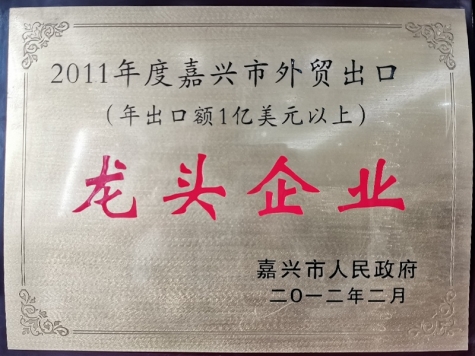 2011年度嘉兴市外贸出口
（年出口额1亿美元以上）
龙头企业
嘉兴市人民政府
二〇一二年二月